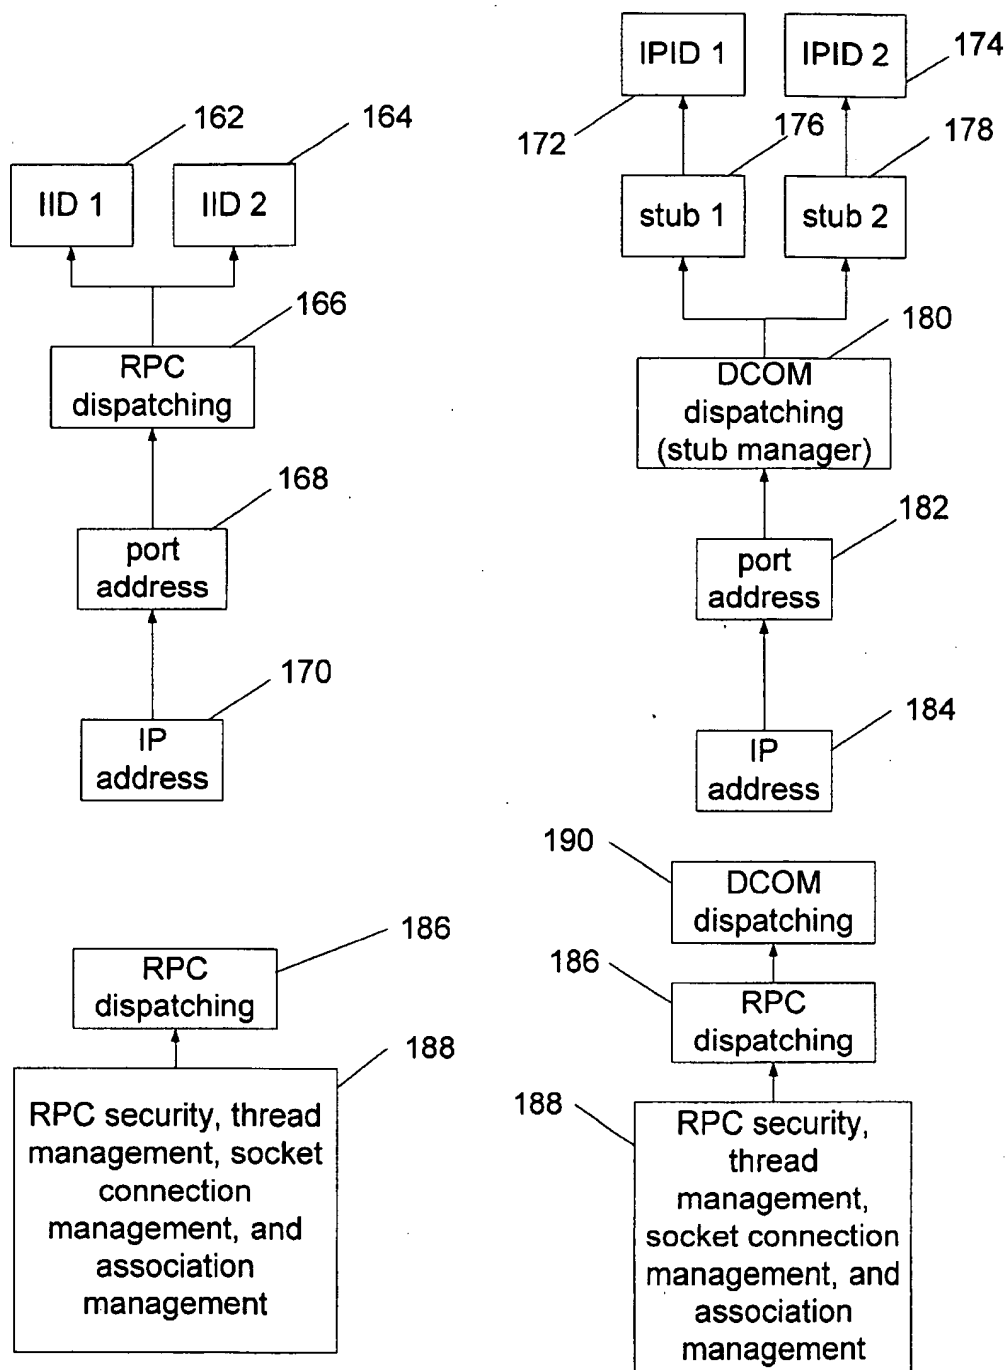 162
164
IID 1
IID 2
166
RPC
dispatching
168
port
address
170
IP
address
IPID 1
IPID 2
174
172
176
178
stub 1
stub 2
180
DCOM
dispatching
(stub manager)
182
port
address
184
IP
address
186
RPC
dispatching
188
RPC security, thread
management, socket
connection
management, and
association
management
190
DCOM
dispatching
186
RPC
dispatching
188
RPC security,
thread
management,
socket connection
management, and
association
management